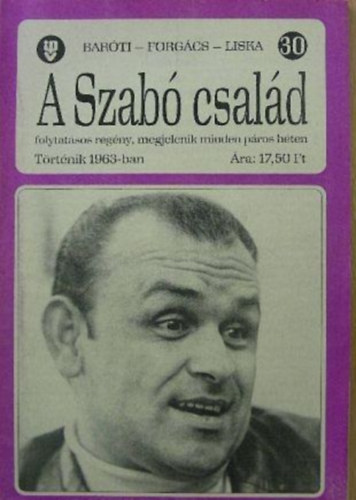 BARÓTI – FORGÁCS – LISKA 30
A Szabó család
folytatásos regény, megjelenik minden páros héten
Történik 1963-ban Ára: 17,50 Ft